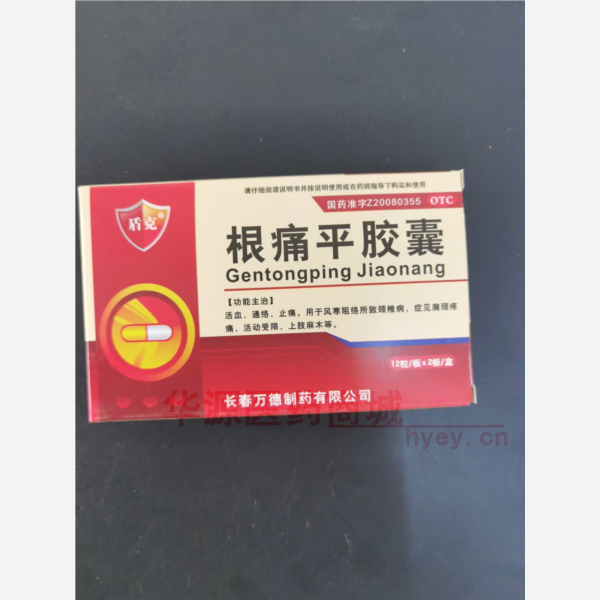 请仔细阅读说明书并按说明使用或在药师指导下购买和使用
国药准字Z20080355 OTC
盾克
根痛平胶囊
Gentongping Jiaonang
【功能主治】
活血、通络、止痛。用于风寒阻络所致颈椎病，症见肩颈疼
痛、活动受限、上肢麻木等。
12粒/板x2板/盒
长春万德制药有限公司
华源医药商城
hyey.cn